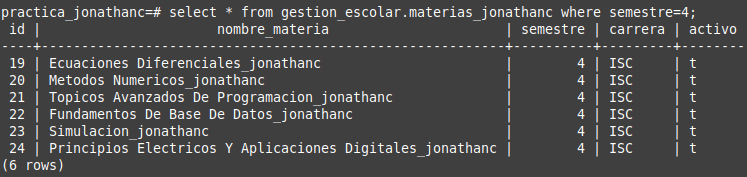 practica_jonathanc=# select * from gestion_escolar.materias_jonathanc where semestre=4;
 id |                  nombre_materia                   | semestre | carrera | activo
----+---------------------------------------------------+----------+---------+--------
 19 | Ecuaciones Diferenciales_jonathanc                |        4 | ISC     | t
 20 | Metodos Numericos_jonathanc                       |        4 | ISC     | t
 21 | Topicos Avanzados De Programacion_jonathanc       |        4 | ISC     | t
 22 | Fundamentos De Base De Datos_jonathanc            |        4 | ISC     | t
 23 | Simulacion_jonathanc                              |        4 | ISC     | t
 24 | Principios Electricos Y Aplicaciones Digitales_jonathanc |        4 | ISC     | t
(6 rows)